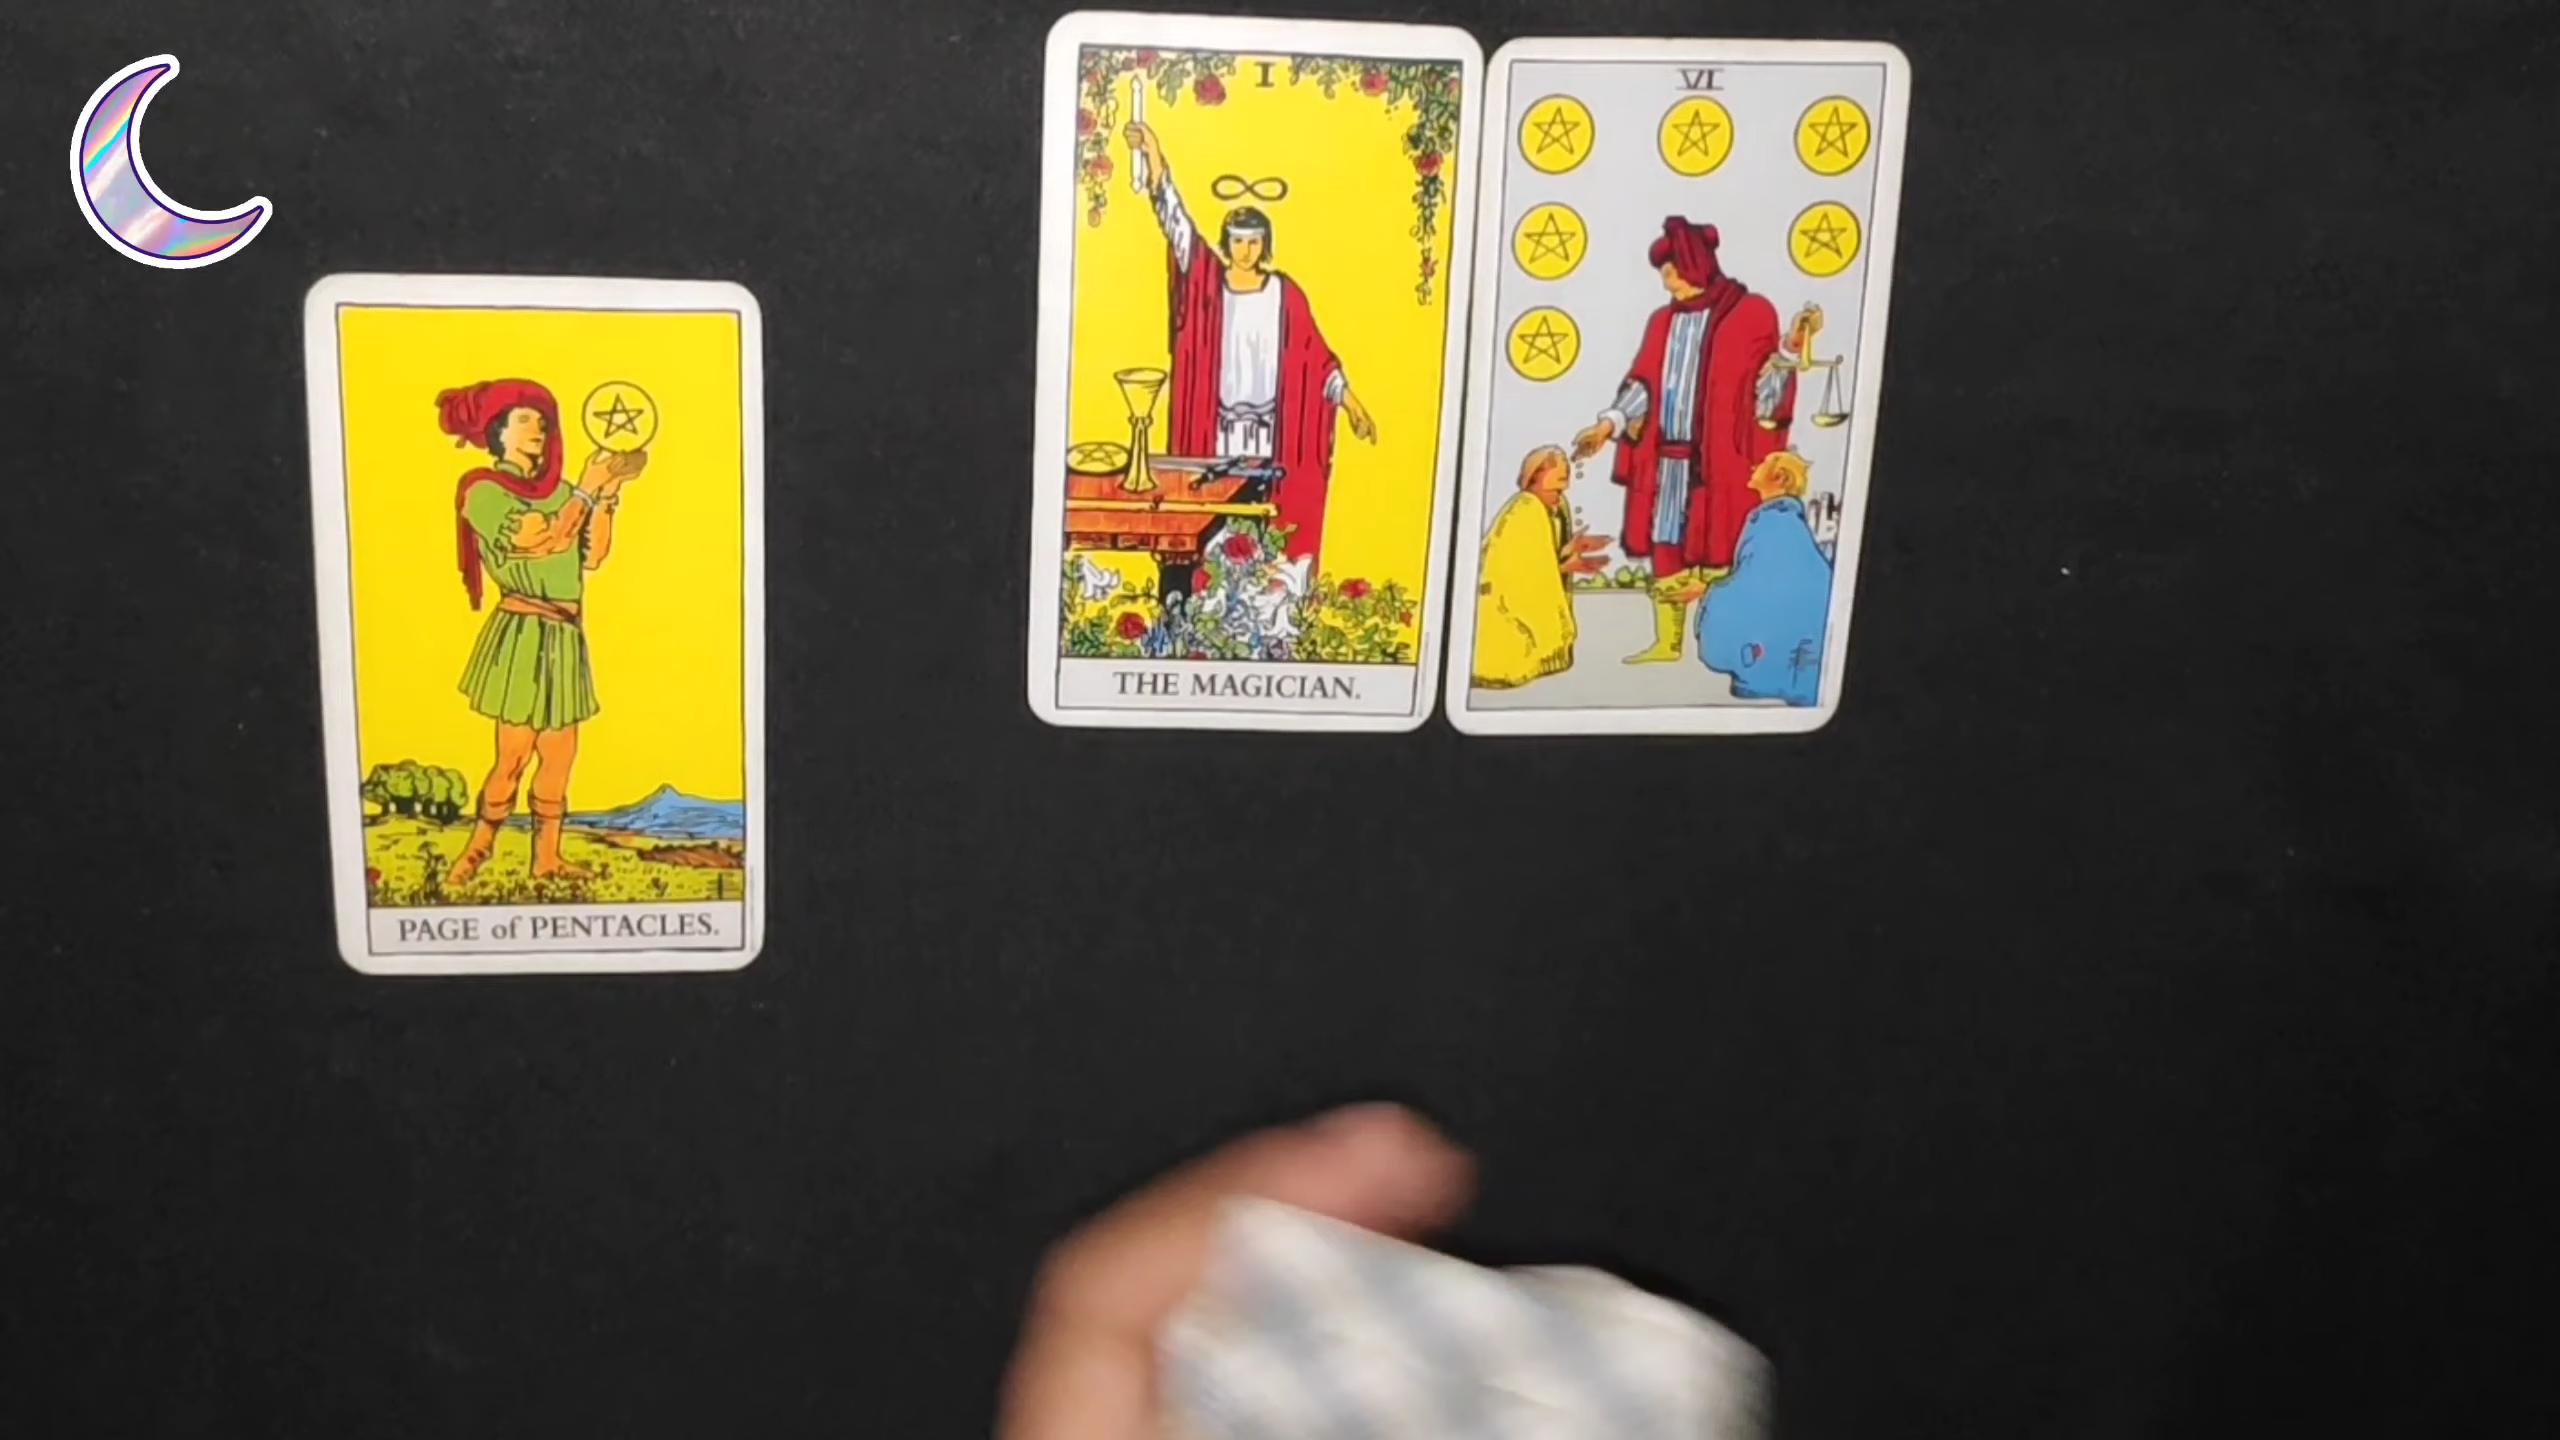 I
VI
THE MAGICIAN.
PAGE of PENTACLES.